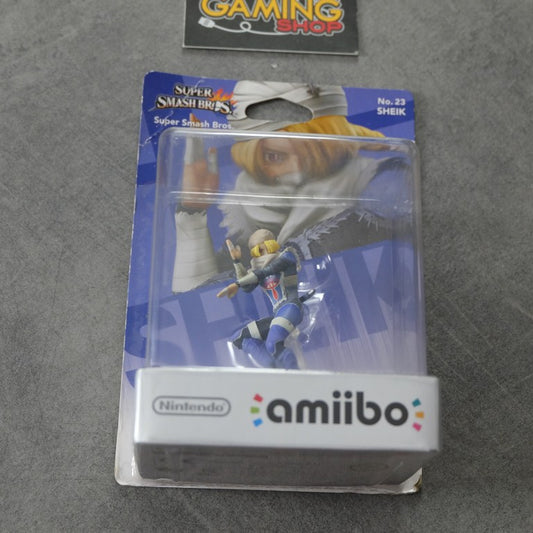 GAMING
SHOP
SUPER
SMASH BROS.
Super Smash Bros.
No. 23
SHEIK
SHEIK
Nintendo
amiibo